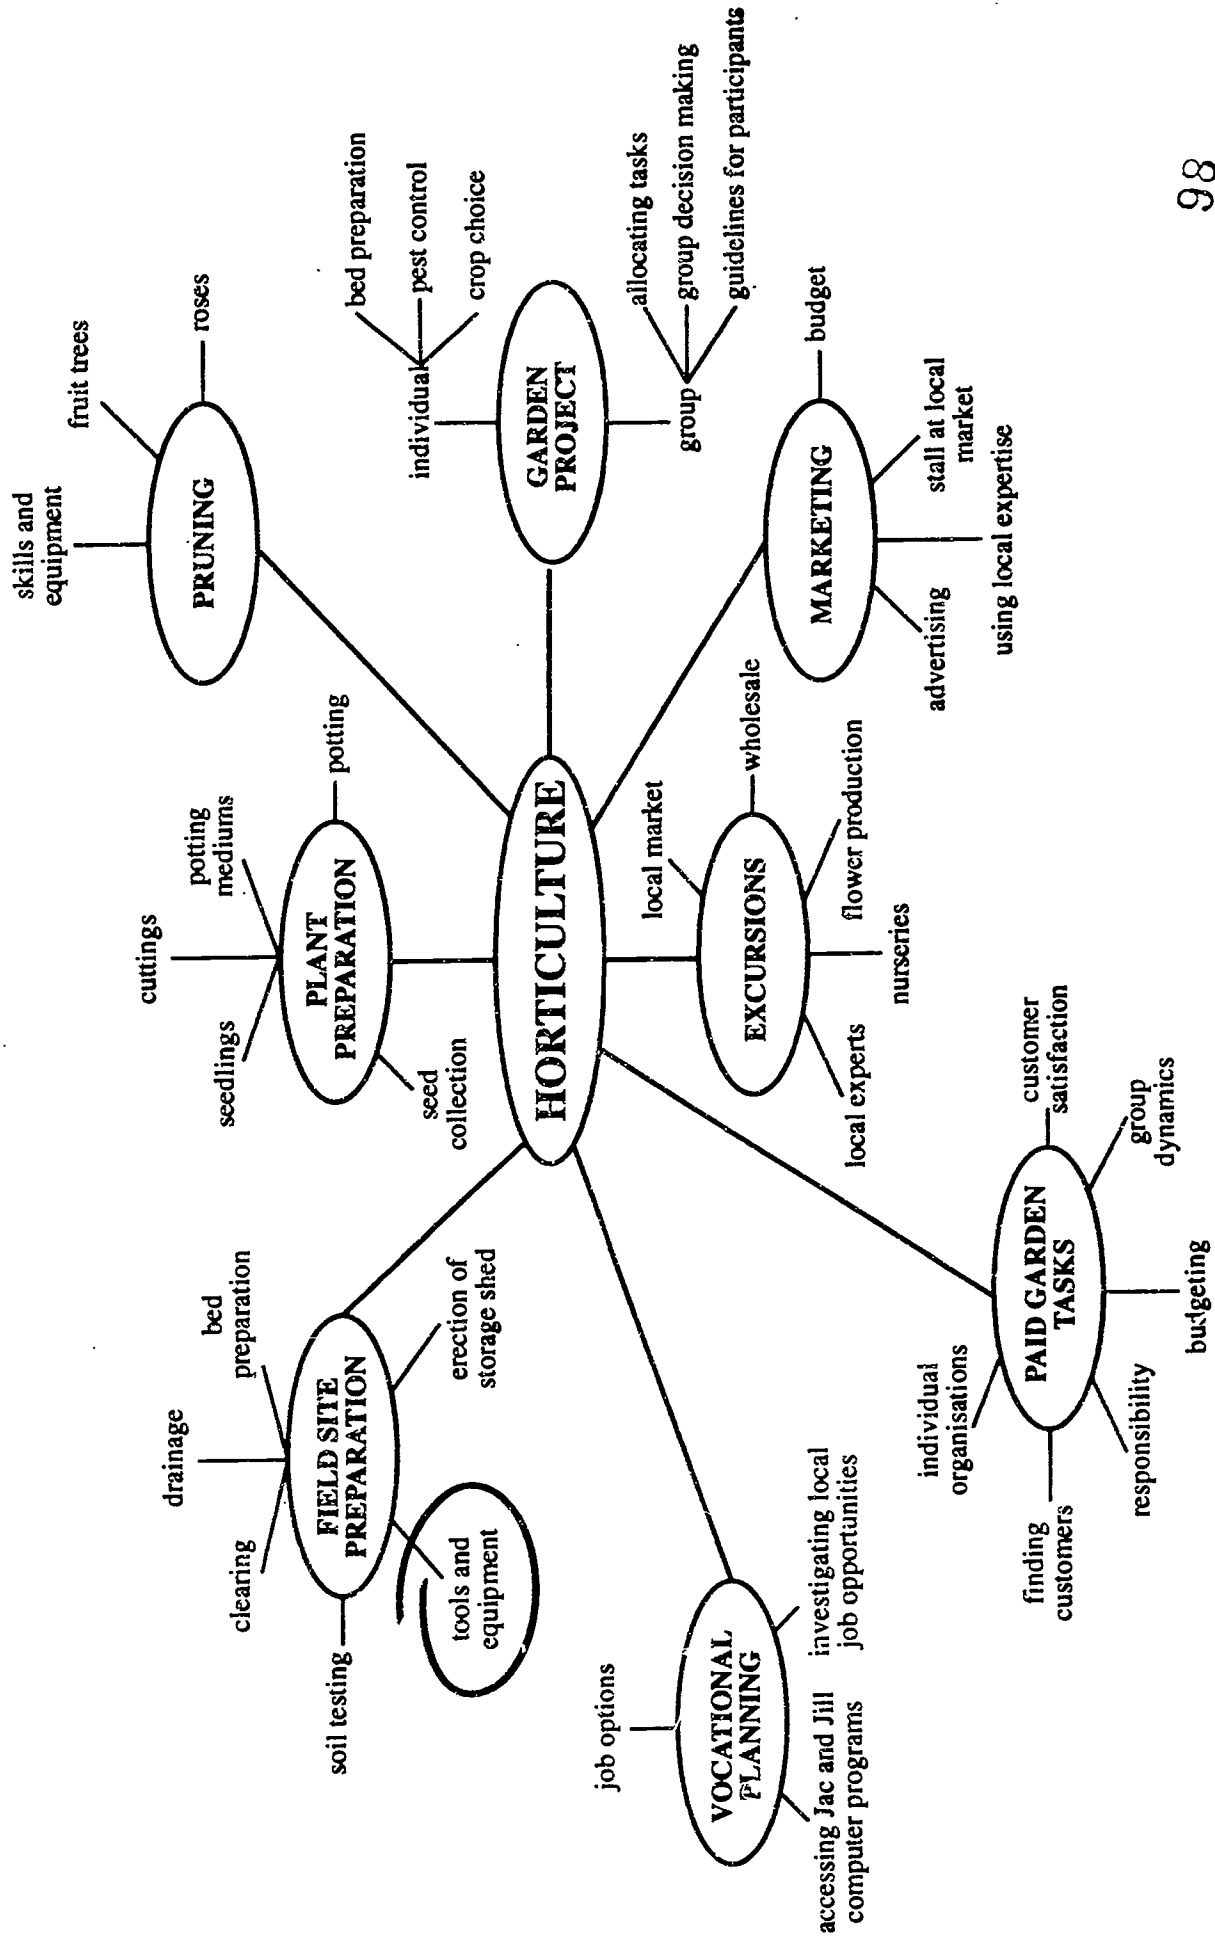 skills and
equipment
fruit trees
roses
PRUNING
cuttings
potting
mediums
potting
seedlings
PLANT
PREPARATION
seed
collection
drainage
bed
preparation
clearing
soil testing
FIELD SITE
PREPARATION
erection of
storage shed
tools and
equipment
HORTICULTURE
individual
bed preparation
pest control
crop choice
GARDEN
PROJECT
group
allocating tasks
group decision making
guidelines for participants
job options
VOCATIONAL
PLANNING
accessing Jac and Jill
computer programs
investigating local
job opportunities
local market
wholesale
EXCURSIONS
local experts
nurseries
flower production
MARKETING
budget
stall at local
market
using local expertise
advertising
individual
organisations
finding
customers
PAID GARDEN
TASKS
customer
satisfaction
group
dynamics
responsibility
budgeting
98